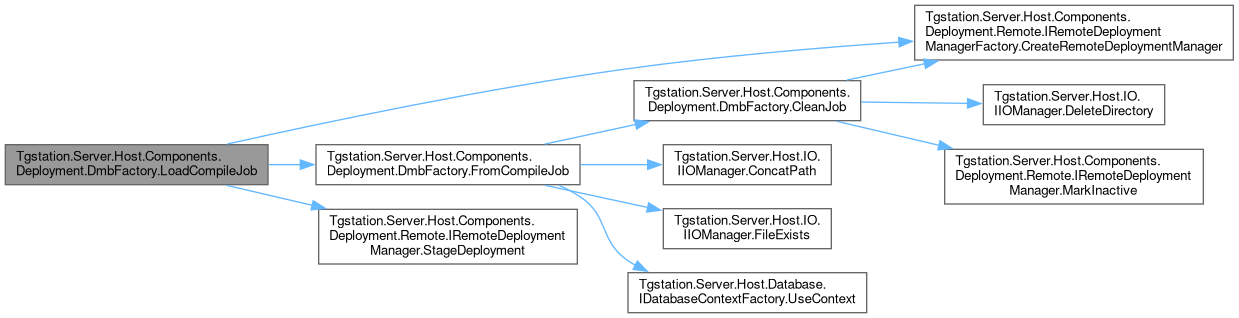 Tgstation.Server.Host.Components.
Deployment.DmbFactory.LoadCompileJob
Tgstation.Server.Host.Components.
Deployment.Remote.IRemoteDeployment
ManagerFactory.CreateRemoteDeploymentManager
Tgstation.Server.Host.Components.
Deployment.DmbFactory.FromCompileJob
Tgstation.Server.Host.Components.
Deployment.Remote.IRemoteDeployment
Manager.StageDeployment
Tgstation.Server.Host.Components.
Deployment.DmbFactory.CleanJob
Tgstation.Server.Host.IO.
IIOManager.ConcatPath
Tgstation.Server.Host.IO.
IIOManager.FileExists
Tgstation.Server.Host.Database.
IDatabaseContextFactory.UseContext
Tgstation.Server.Host.IO.
IIOManager.DeleteDirectory
Tgstation.Server.Host.Components.
Deployment.Remote.IRemoteDeployment
Manager.MarkInactive